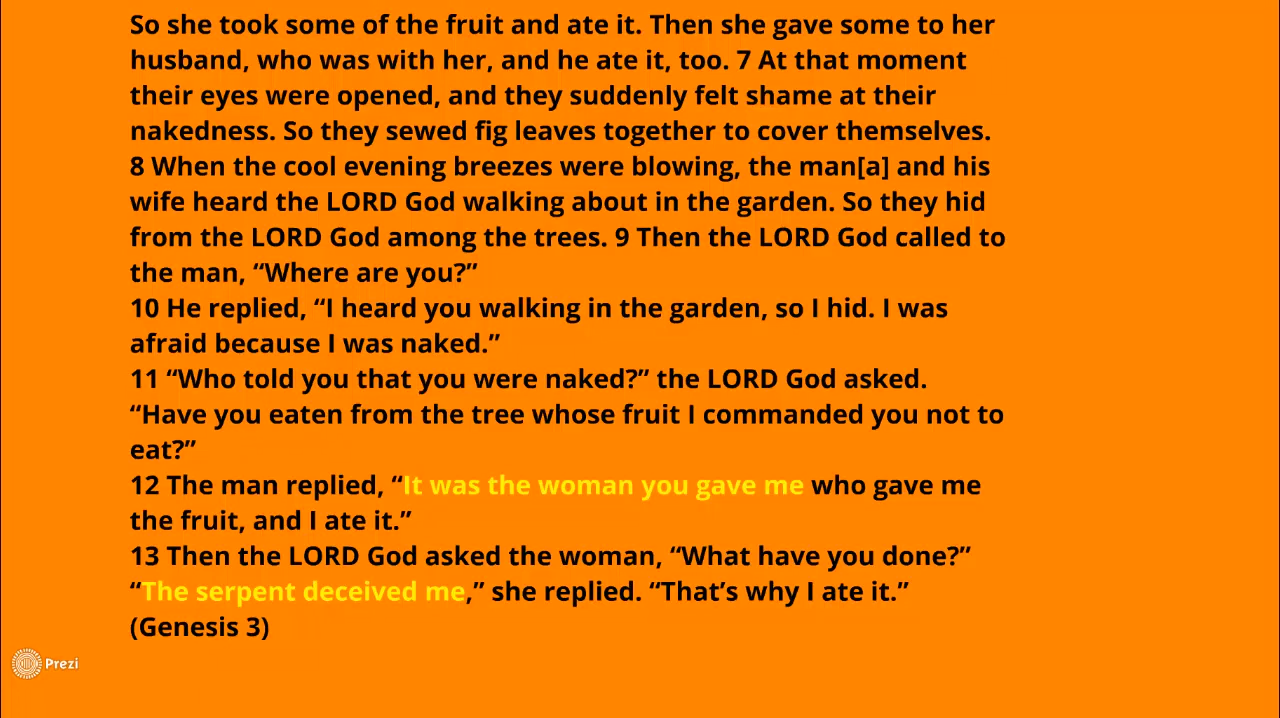 So she took some of the fruit and ate it. Then she gave some to her
husband, who was with her, and he ate it, too. 7 At that moment
their eyes were opened, and they suddenly felt shame at their
nakedness. So they sewed fig leaves together to cover themselves.
8 When the cool evening breezes were blowing, the man[a] and his
wife heard the LORD God walking about in the garden. So they hid
from the LORD God among the trees. 9 Then the LORD God called to
the man, “Where are you?”
10 He replied, “I heard you walking in the garden, so I hid. I was
afraid because I was naked.”
11 “Who told you that you were naked?” the LORD God asked.
“Have you eaten from the tree whose fruit I commanded you not to
eat?”
12 The man replied, “It was the woman you gave me who gave me
the fruit, and I ate it.”
13 Then the LORD God asked the woman, “What have you done?”
“The serpent deceived me,” she replied. “That’s why I ate it.”
(Genesis 3)
Prezi